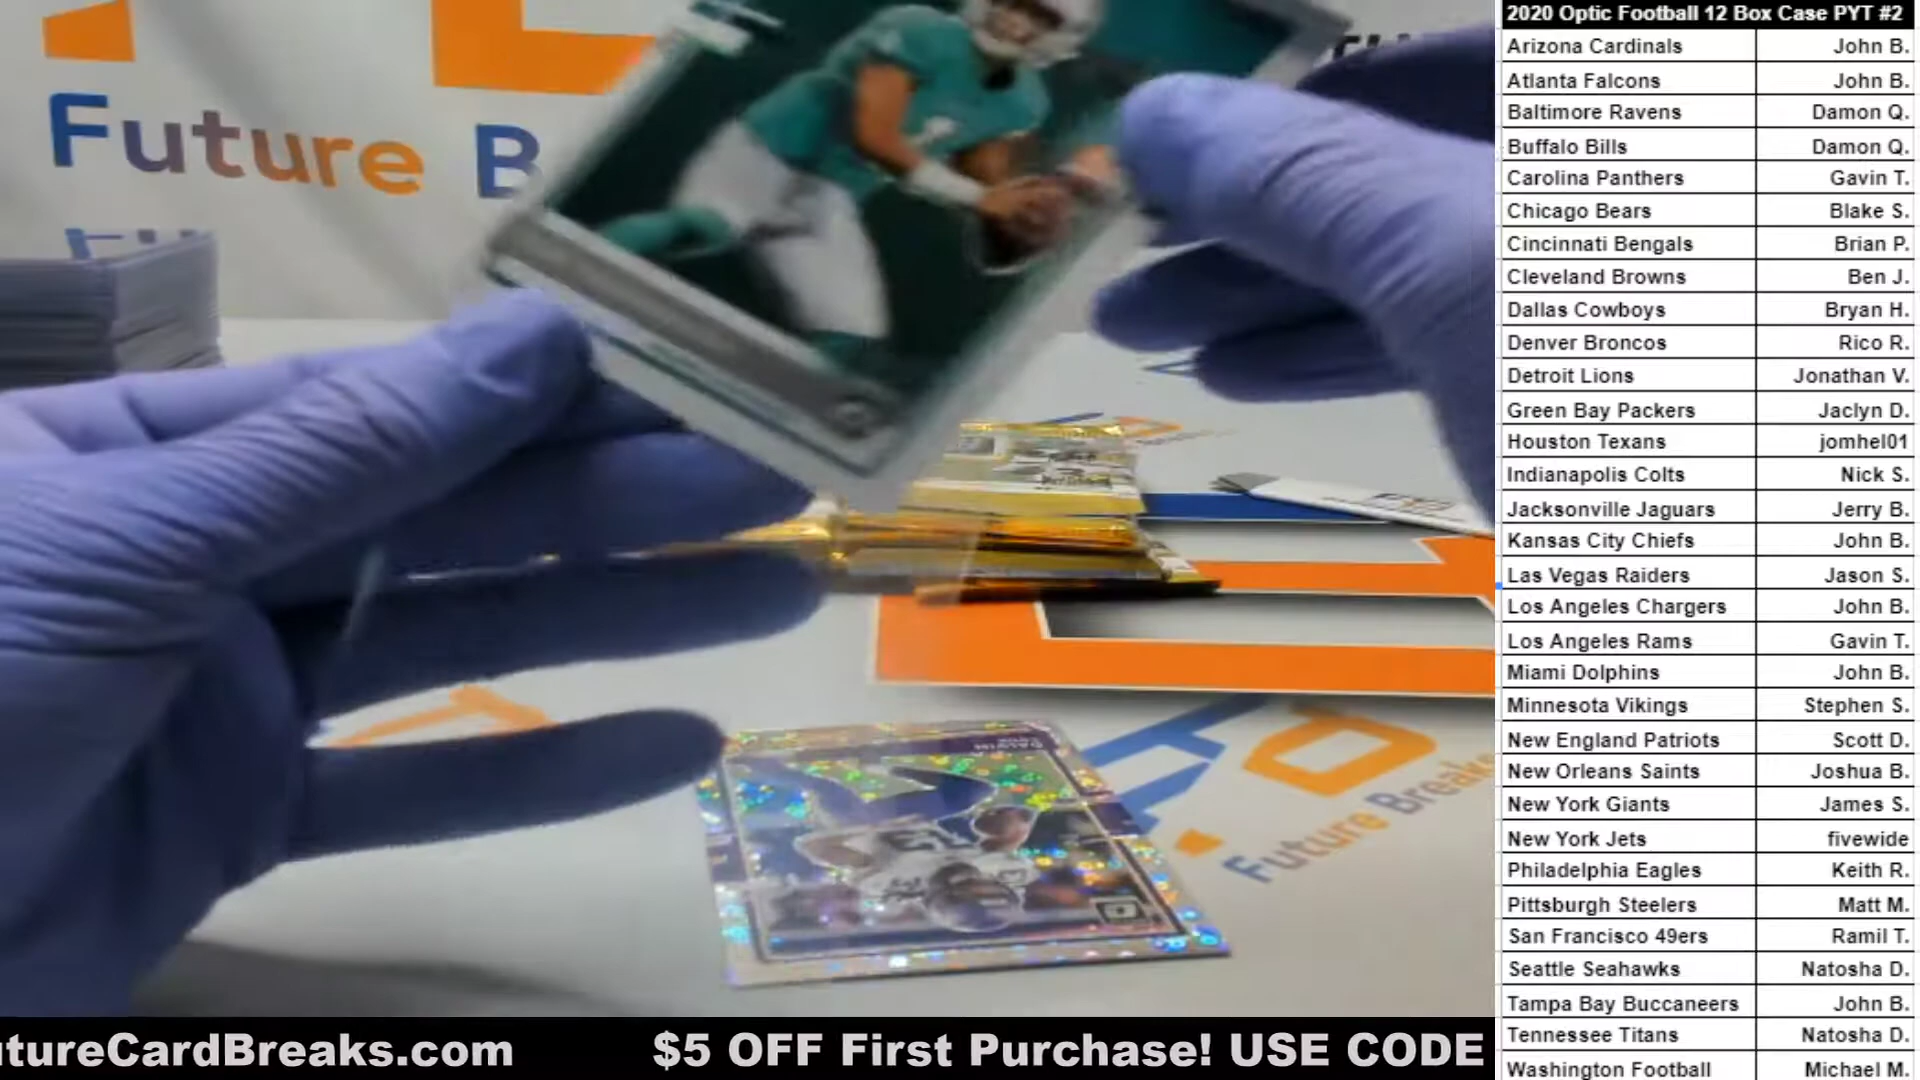 2020 Optic Football 12 Box Case PYT #2
Arizona Cardinals John B.
Atlanta Falcons John B.
Baltimore Ravens Damon Q.
Buffalo Bills Damon Q.
Carolina Panthers Gavin T.
Chicago Bears Blake S.
Cincinnati Bengals Brian P.
Cleveland Browns Ben J.
Dallas Cowboys Bryan H.
Denver Broncos Rico R.
Detroit Lions Jonathan V.
Green Bay Packers Jaclyn D.
Houston Texans jomhel01
Indianapolis Colts Nick S.
Jacksonville Jaguars Jerry B.
Kansas City Chiefs John B.
Las Vegas Raiders Jason S.
Los Angeles Chargers John B.
Los Angeles Rams Gavin T.
Miami Dolphins John B.
Minnesota Vikings Stephen S.
New England Patriots Scott D.
New Orleans Saints Joshua B.
New York Giants James S.
New York Jets fivewide
Philadelphia Eagles Keith R.
Pittsburgh Steelers Matt M.
San Francisco 49ers Ramil T.
Seattle Seahawks Natosha D.
Tampa Bay Buccaneers John B.
Tennessee Titans Natosha D.
Washington Football Michael M.
Future B
Future Breaks
utureCardBreaks.com $5 OFF First Purchase! USE CODE